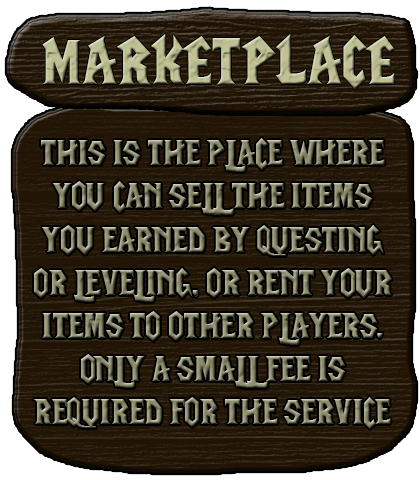 MARKETPLACE
THIS IS THE PLACE WHERE
YOU CAN SELL THE ITEMS
YOU EARNED BY QUESTING
OR LEVELING, OR RENT YOUR
ITEMS TO OTHER PLAYERS.
ONLY A SMALL FEE IS
REQUIRED FOR THE SERVICE